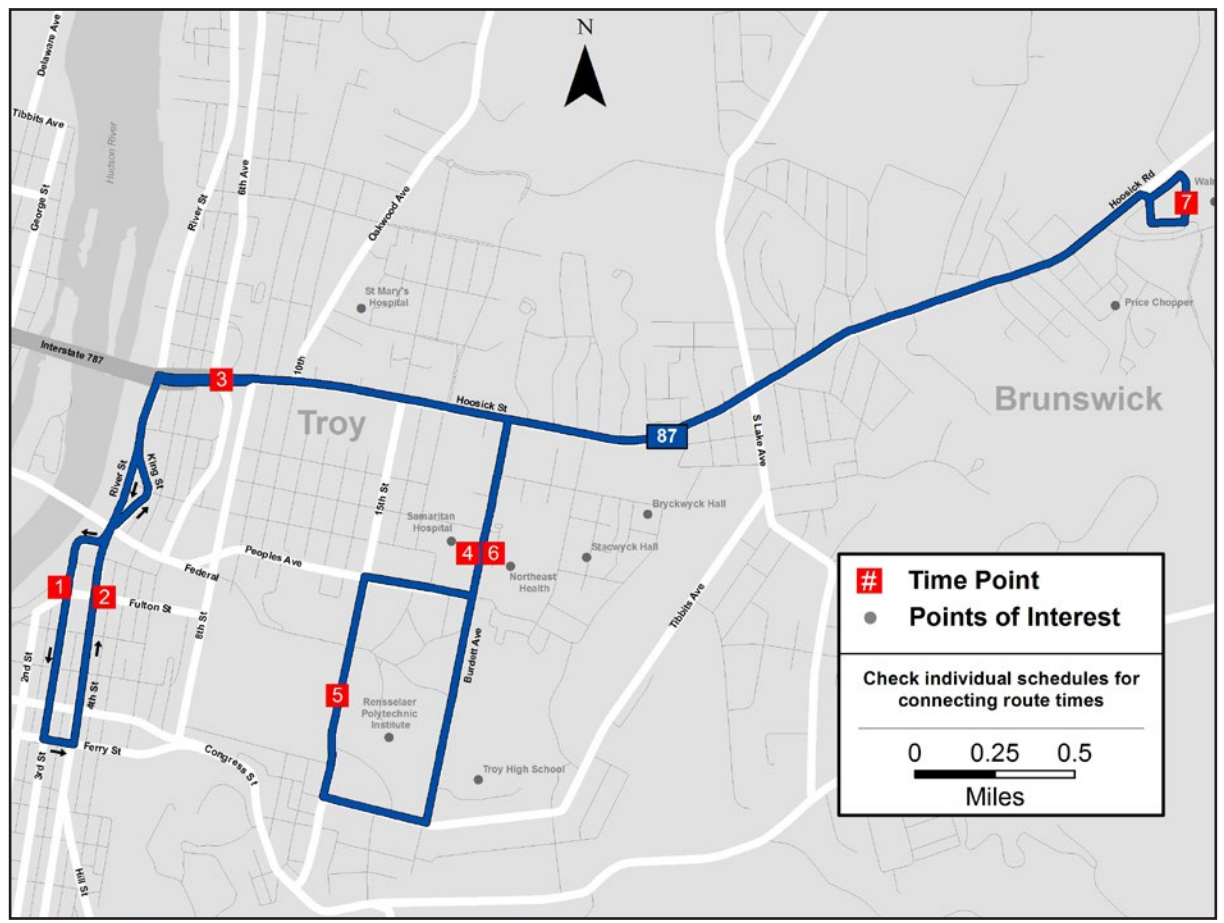 N
Delaware Ave
Tibbits Ave
Hudson River
George St
River St
6th Ave
Oakwood Ave
Hoosick Rd
7
St Mary's
Hospital
Price Chopper
Interstate 787
3
10th
Troy
Hoosick St
87
Brunswick
S Lake Ave
River St
King St
15th St
Samaritan
Hospital
Bryckwyck Hall
Stacwyck Hall
4
6
Northeast
Health
Peoples Ave
Federal
1
2
Fulton St
8th St
Tibbits Ave
2nd St
4th St
Burdett Ave
5
Rensselaer
Polytechnic
Institute
Troy High School
3rd St
Ferry St
Congress St
Hill St
# Time Point
Points of Interest
Check individual schedules for
connecting route times
0 0.25 0.5
Miles